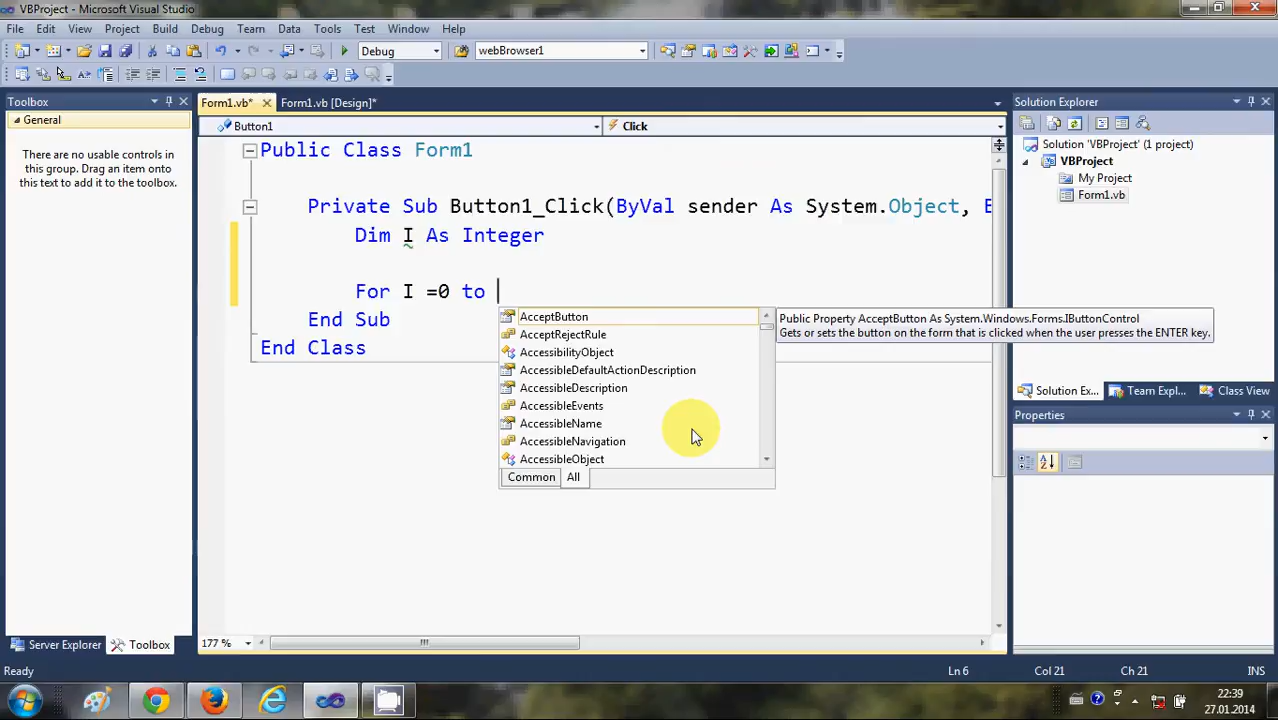 VBProject - Microsoft Visual Studio
File Edit View Project Build Debug Team Data Tools Test Window Help
Debug webBrowser1
Toolbox
General
There are no usable controls in
this group. Drag an item onto
this text to add it to the toolbox.
Server Explorer Toolbox
Form1.vb* Form1.vb [Design]*
Button1 Click
Public Class Form1
Private Sub Button1_Click(ByVal sender As System.Object, E
Dim I As Integer
For I =0 to
End Sub
End Class
AcceptButton
AcceptRejectRule
AccessibilityObject
AccessibleDefaultActionDescription
AccessibleDescription
AccessibleEvents
AccessibleName
AccessibleNavigation
AccessibleObject
Common All
Public Property AcceptButton As System.Windows.Forms.IButtonControl
Gets or sets the button on the form that is clicked when the user presses the ENTER key.
177 %
Solution Explorer
Solution 'VBProject' (1 project)
VBProject
My Project
Form1.vb
Solution Ex... Team Expl... Class View
Properties
Ready Ln 6 Col 21 Ch 21 INS
22:39
27.01.2014